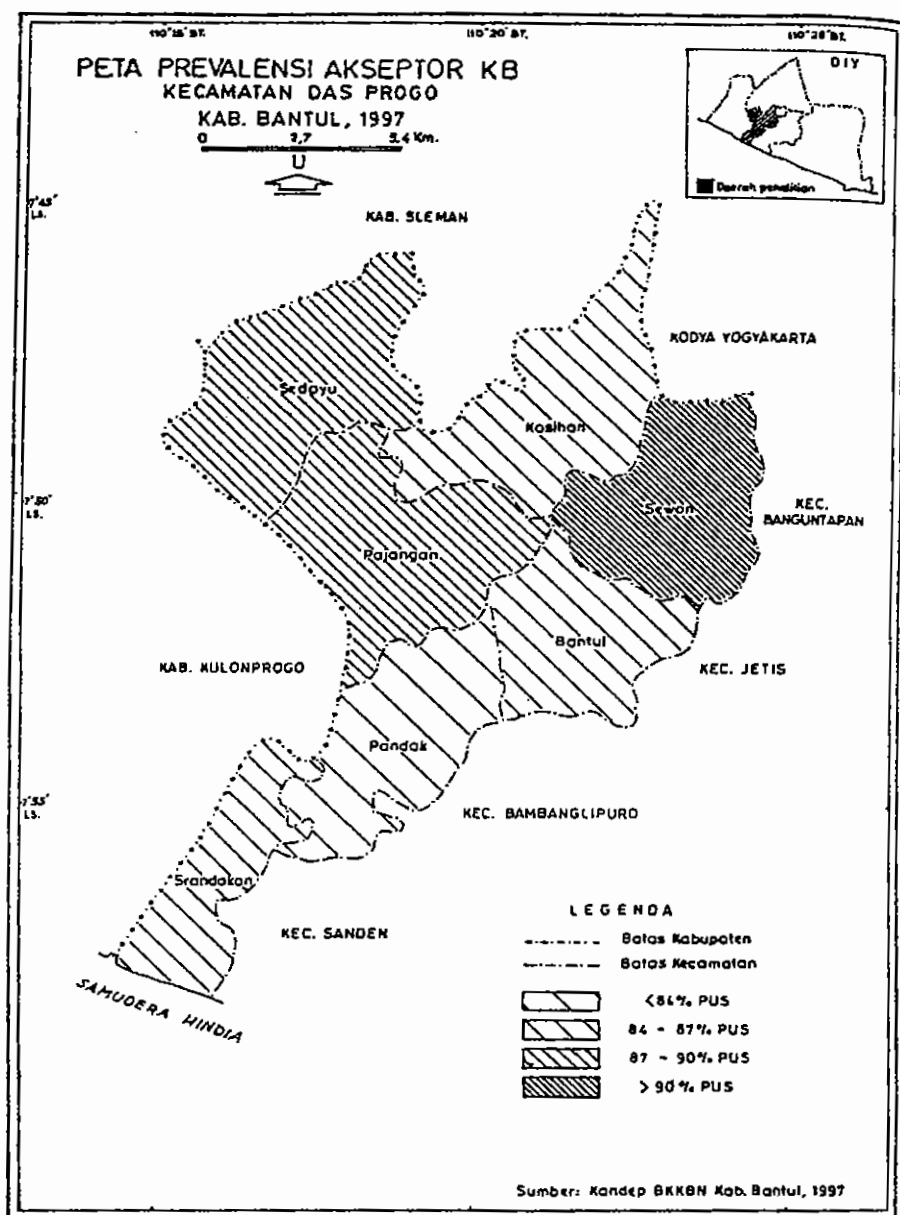 110°15' BT.
110°20' BT.
110°25' BT.
PETA PREVALENSI AKSEPTOR KB
KECAMATAN DAS PROGO
KAB. BANTUL, 1997
0 2,7 5.4 Km.
U
DIY
Daerah penelitian
7°45'
LS.
KAB. SLEMAN
KODYA YOGYAKARTA
Sedayu
Kasihan
7°50'
LS.
Sewon
KEC.
BANGUNTAPAN
Pajangan
Bantul
KAB. KULONPROGO
KEC. JETIS
Pandak
7°55'
LS.
KEC. BAMBANGLIPURO
Srandakan
KEC. SANDEN
SAMUDERA HINDIA
LEGENDA
Batas Kabupaten
Batas Kecamatan
<84% PUS
84 - 87% PUS
87 - 90% PUS
> 90% PUS
Sumber: Kandep BKKBN Kab. Bantul, 1997